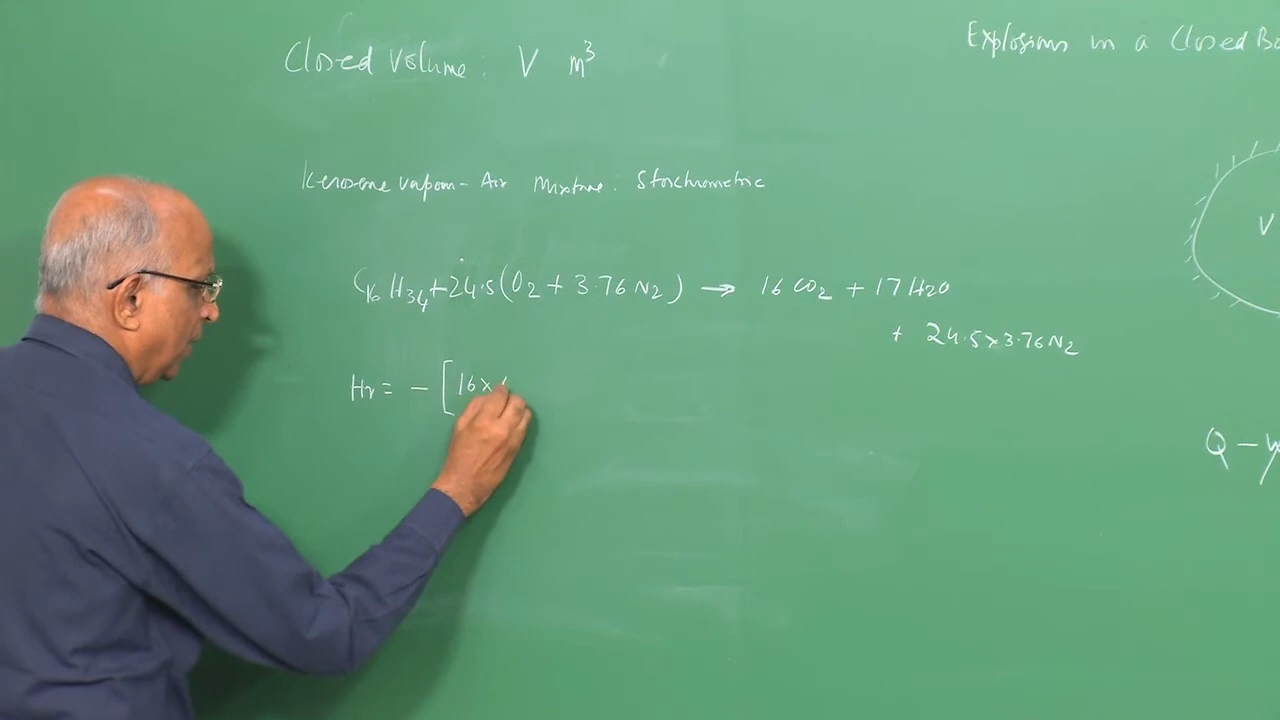 Closed Volume: V m³
Explosions in a Closed Bo
Kerosene vapour - Air Mixture. Stoichiometric
V
C₁₆H₃₄ + 24.5 (O₂ + 3.76 N₂) → 16 CO₂ + 17 H₂O
+ 24.5 × 3.76 N₂
Hr = - [16×
Q -